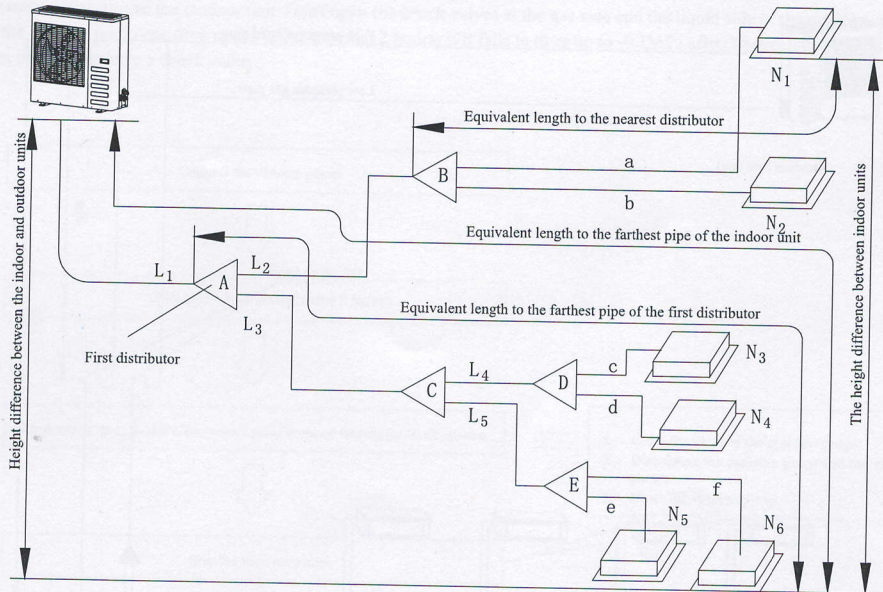 N1
Equivalent length to the nearest distributor
B
a
b
N2
Equivalent length to the farthest pipe of the indoor unit
L1
A
L2
L3
Equivalent length to the farthest pipe of the first distributor
First distributor
C
L4
L5
D
c
d
N3
N4
E
f
e
N5
N6
Height difference between the indoor and outdoor units
The height difference between indoor units